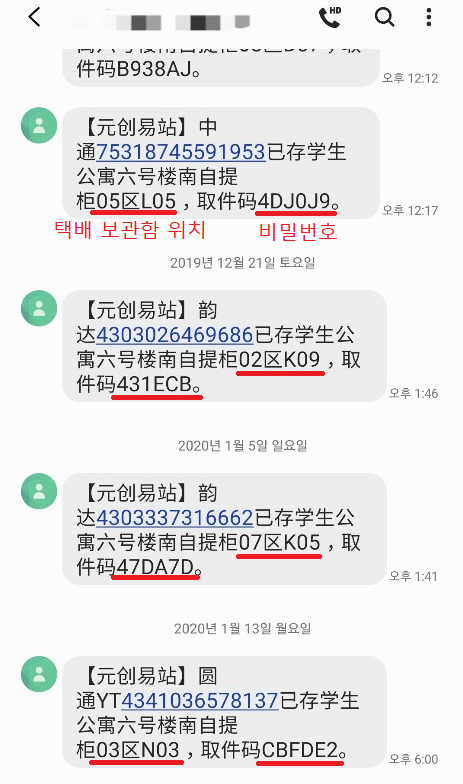 件码B938AJ。
오후 12:12
【元创易站】中
通75318745591953已存学生
公寓六号楼南自提
柜05区L05，取件码4DJ0J9。
오후 12:17
택배 보관함 위치 비밀번호
2019년 12월 21일 토요일
【元创易站】韵
达4303026469686已存学生公
寓六号楼南自提柜02区K09，取
件码431ECB。
오후 1:46
2020년 1월 5일 일요일
【元创易站】韵
达4303337316662已存学生公
寓六号楼南自提柜07区K05，取
件码47DA7D。
오후 1:41
2020년 1월 13일 월요일
【元创易站】圆
通YT4341036578137已存学生
公寓六号楼南自提
柜03区N03，取件码CBFDE2。
오후 6:00